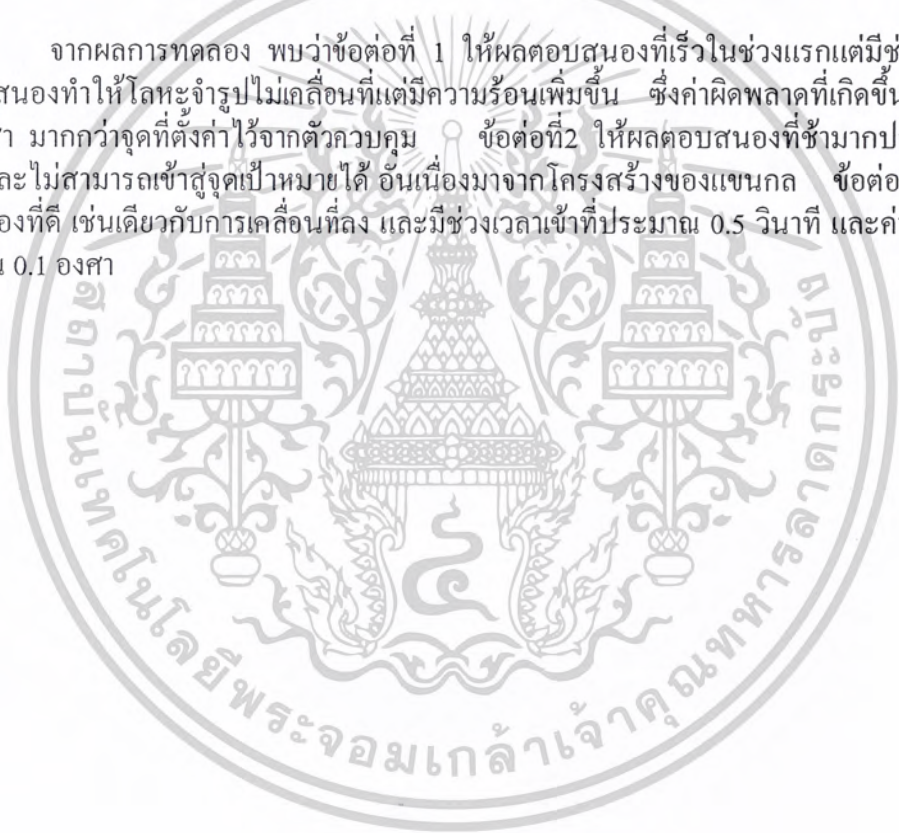 จากผลการทดลอง พบว่าข้อต่อที่ 1 ให้ผลตอบสนองที่เร็วในช่วงแรกแต่มีช่
สนองทำให้โลหะจำรูปไม่เคลื่อนที่แต่มีความร้อนเพิ่มขึ้น ซึ่งค่าผิดพลาดที่เกิดขึ้น
ศา มากกว่าจุดที่ตั้งค่าไว้จากตัวควบคุม ข้อต่อที่2 ให้ผลตอบสนองที่ช้ามากป
ละไม่สามารถเข้าสู่จุดเป้าหมายได้ อันเนื่องมาจากโครงสร้างของแขนกล ข้อต่อ
องที่ดี เช่นเดียวกับการเคลื่อนที่ลง และมีช่วงเวลาเข้าที่ประมาณ 0.5 วินาที และค่
น 0.1 องศา
สถาบันเทคโนโลยีพระจอมเกล้าเจ้าคุณทหารลาดกระบัง